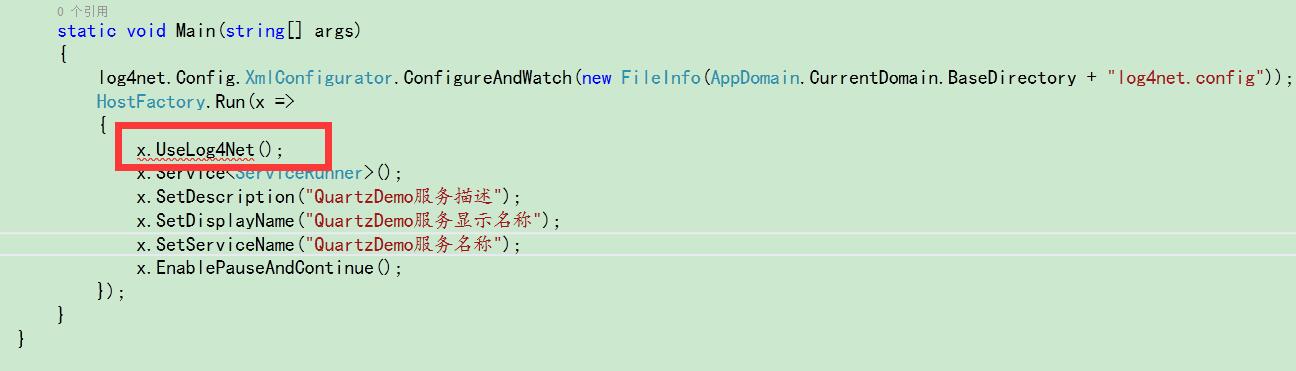 0 个引用
static void Main(string[] args)
{
log4net.Config.XmlConfigurator.ConfigureAndWatch(new FileInfo(AppDomain.CurrentDomain.BaseDirectory + "log4net.config"));
HostFactory.Run(x =>
{
x.UseLog4Net();
x.Service<ServiceRunner>();
x.SetDescription("QuartzDemo服务描述");
x.SetDisplayName("QuartzDemo服务显示名称");
x.SetServiceName("QuartzDemo服务名称");
x.EnablePauseAndContinue();
});
}
}